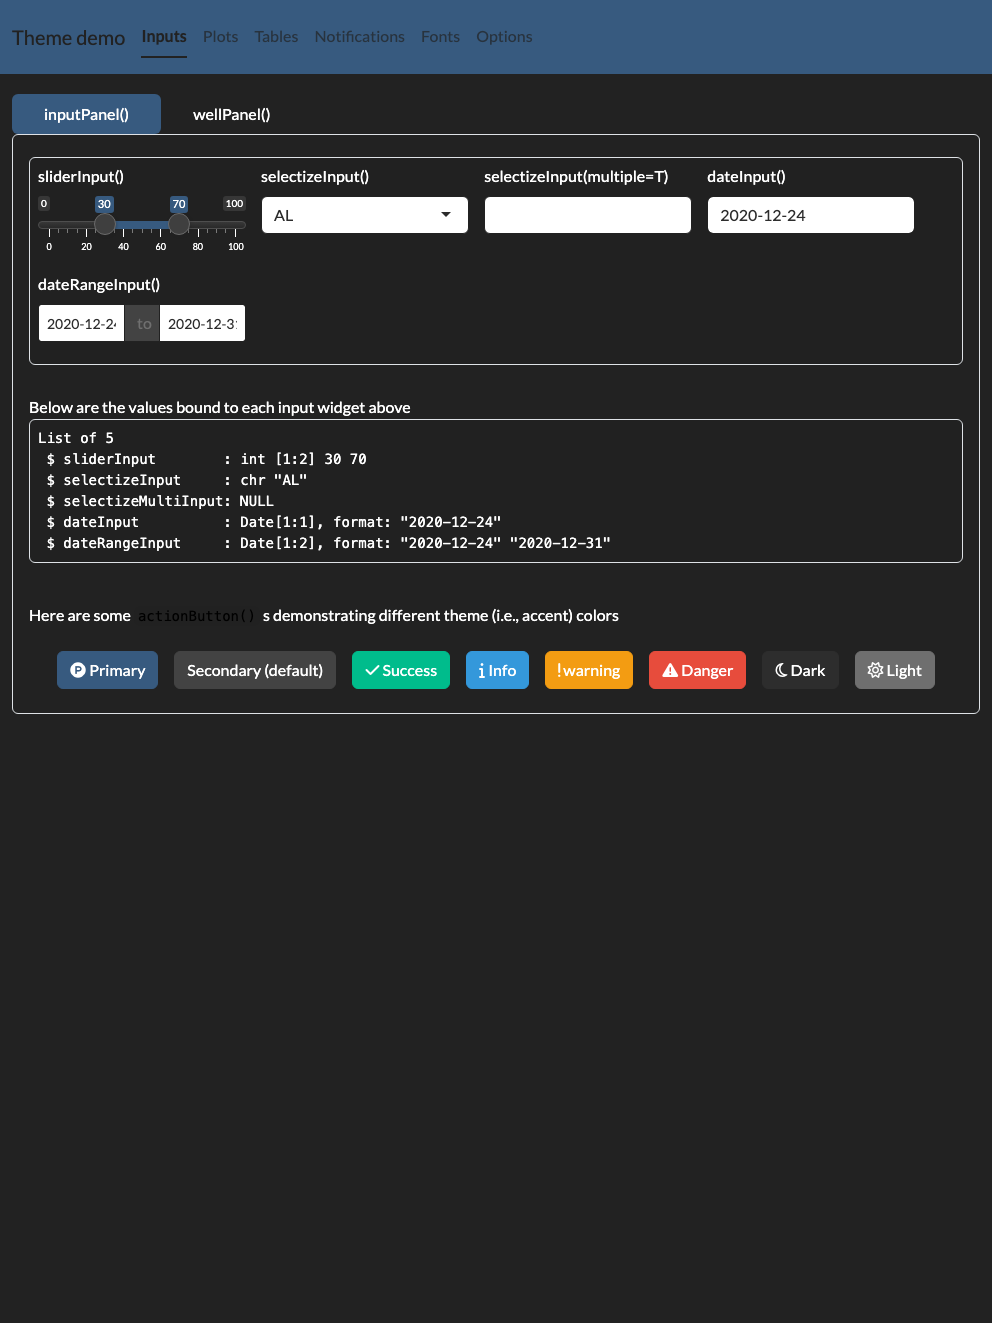 Theme demo Inputs Plots Tables Notifications Fonts Options
inputPanel() wellPanel()
sliderInput() selectizeInput() selectizeInput(multiple=T) dateInput()
0 30 70 100
AL 2020-12-24
0 20 40 60 80 100
dateRangeInput()
2020-12-24 to 2020-12-31
Below are the values bound to each input widget above
List of 5
$ sliderInput : int [1:2] 30 70
$ selectizeInput : chr "AL"
$ selectizeMultiInput: NULL
$ dateInput : Date[1:1], format: "2020-12-24"
$ dateRangeInput : Date[1:2], format: "2020-12-24" "2020-12-31"
Here are some actionButton() s demonstrating different theme (i.e., accent) colors
Primary Secondary (default) Success Info warning Danger Dark Light